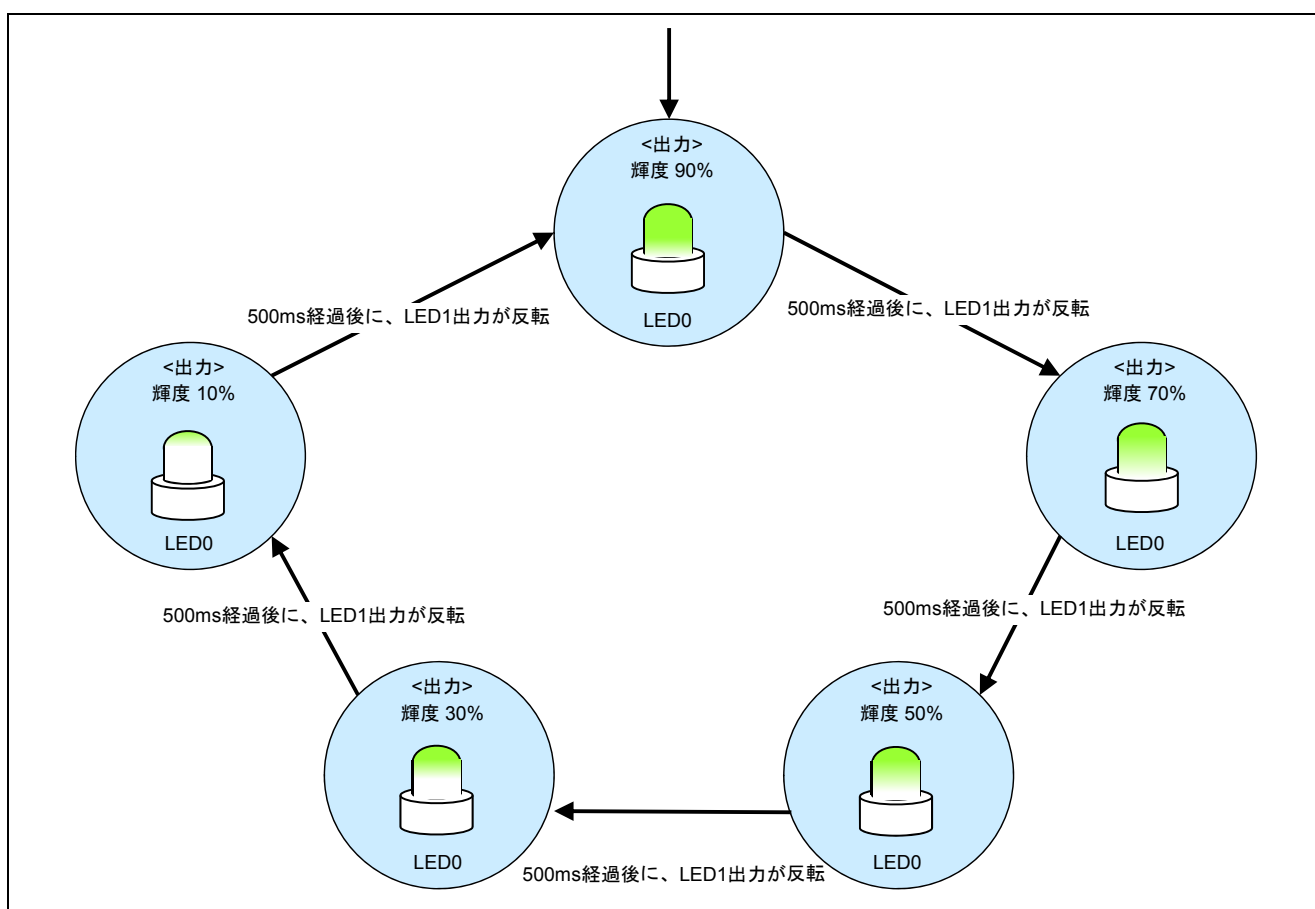 <出力>
輝度 90%
LED0
500ms経過後に、LED1出力が反転
<出力>
輝度 70%
LED0
500ms経過後に、LED1出力が反転
<出力>
輝度 50%
LED0
500ms経過後に、LED1出力が反転
<出力>
輝度 30%
LED0
500ms経過後に、LED1出力が反転
<出力>
輝度 10%
LED0
500ms経過後に、LED1出力が反転